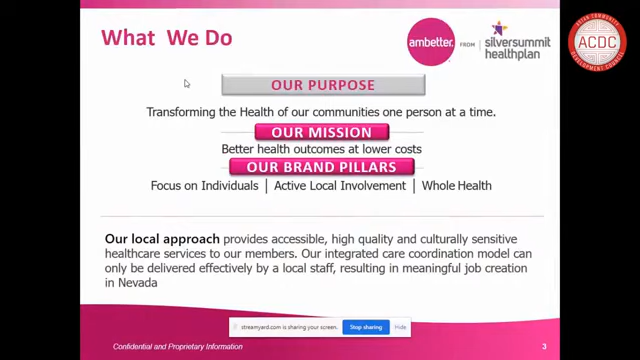 What We Do
ambetter. FROM silversummit healthplan
ASIAN COMMUNITY ACDC DEVELOPMENT COUNCIL
OUR PURPOSE
Transforming the Health of our communities one person at a time.
OUR MISSION
Better health outcomes at lower costs
OUR BRAND PILLARS
Focus on Individuals | Active Local Involvement | Whole Health
Our local approach provides accessible, high quality and culturally sensitive
healthcare services to our members. Our integrated care coordination model can
only be delivered effectively by a local staff, resulting in meaningful job creation
in Nevada
streamyard.com is sharing your screen. Stop sharing Hide
Confidential and Proprietary Information 3